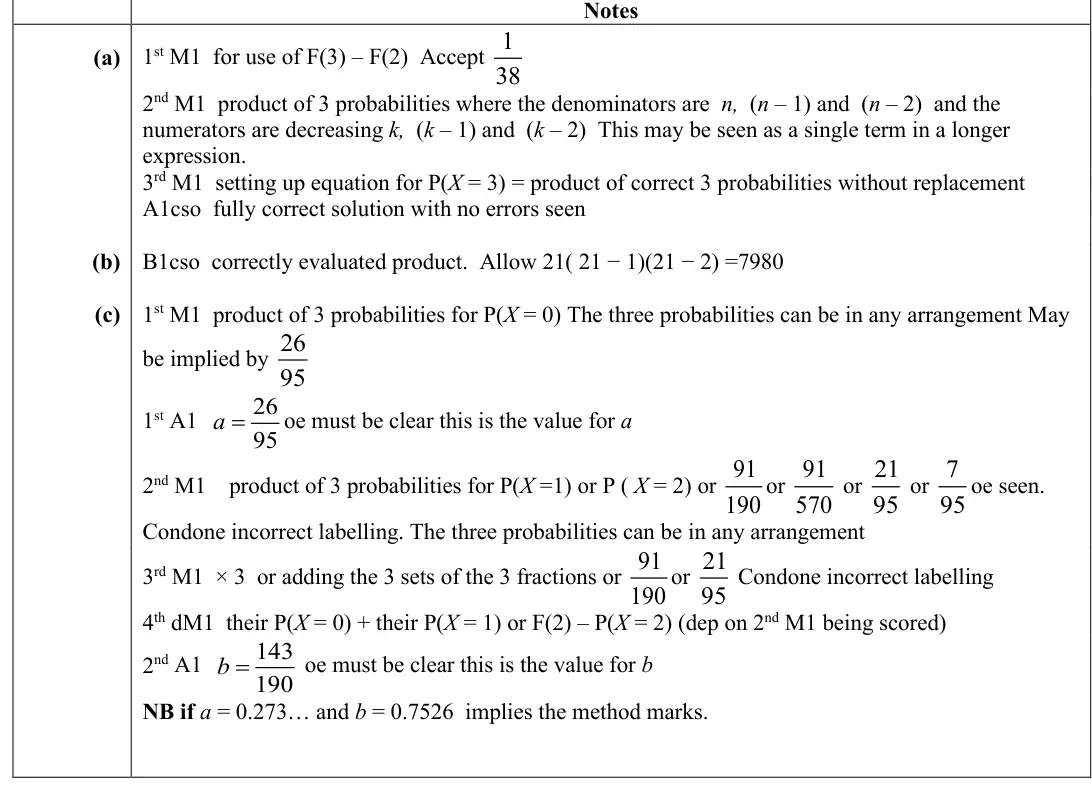 Notes
(a) 1st M1 for use of F(3) – F(2) Accept 1/38
2nd M1 product of 3 probabilities where the denominators are n, (n – 1) and (n – 2) and the
numerators are decreasing k, (k – 1) and (k – 2) This may be seen as a single term in a longer
expression.
3rd M1 setting up equation for P(X = 3) = product of correct 3 probabilities without replacement
A1cso fully correct solution with no errors seen
(b) B1cso correctly evaluated product. Allow 21( 21 − 1)(21 − 2) =7980
(c) 1st M1 product of 3 probabilities for P(X = 0) The three probabilities can be in any arrangement May
be implied by 26/95
1st A1 a = 26/95 oe must be clear this is the value for a
2nd M1 product of 3 probabilities for P(X =1) or P ( X = 2) or 91/190 or 91/570 or 21/95 or 7/95 oe seen.
Condone incorrect labelling. The three probabilities can be in any arrangement
3rd M1 × 3 or adding the 3 sets of the 3 fractions or 91/190 or 21/95 Condone incorrect labelling
4th dM1 their P(X = 0) + their P(X = 1) or F(2) – P(X = 2) (dep on 2nd M1 being scored)
2nd A1 b = 143/190 oe must be clear this is the value for b
NB if a = 0.273… and b = 0.7526 implies the method marks.